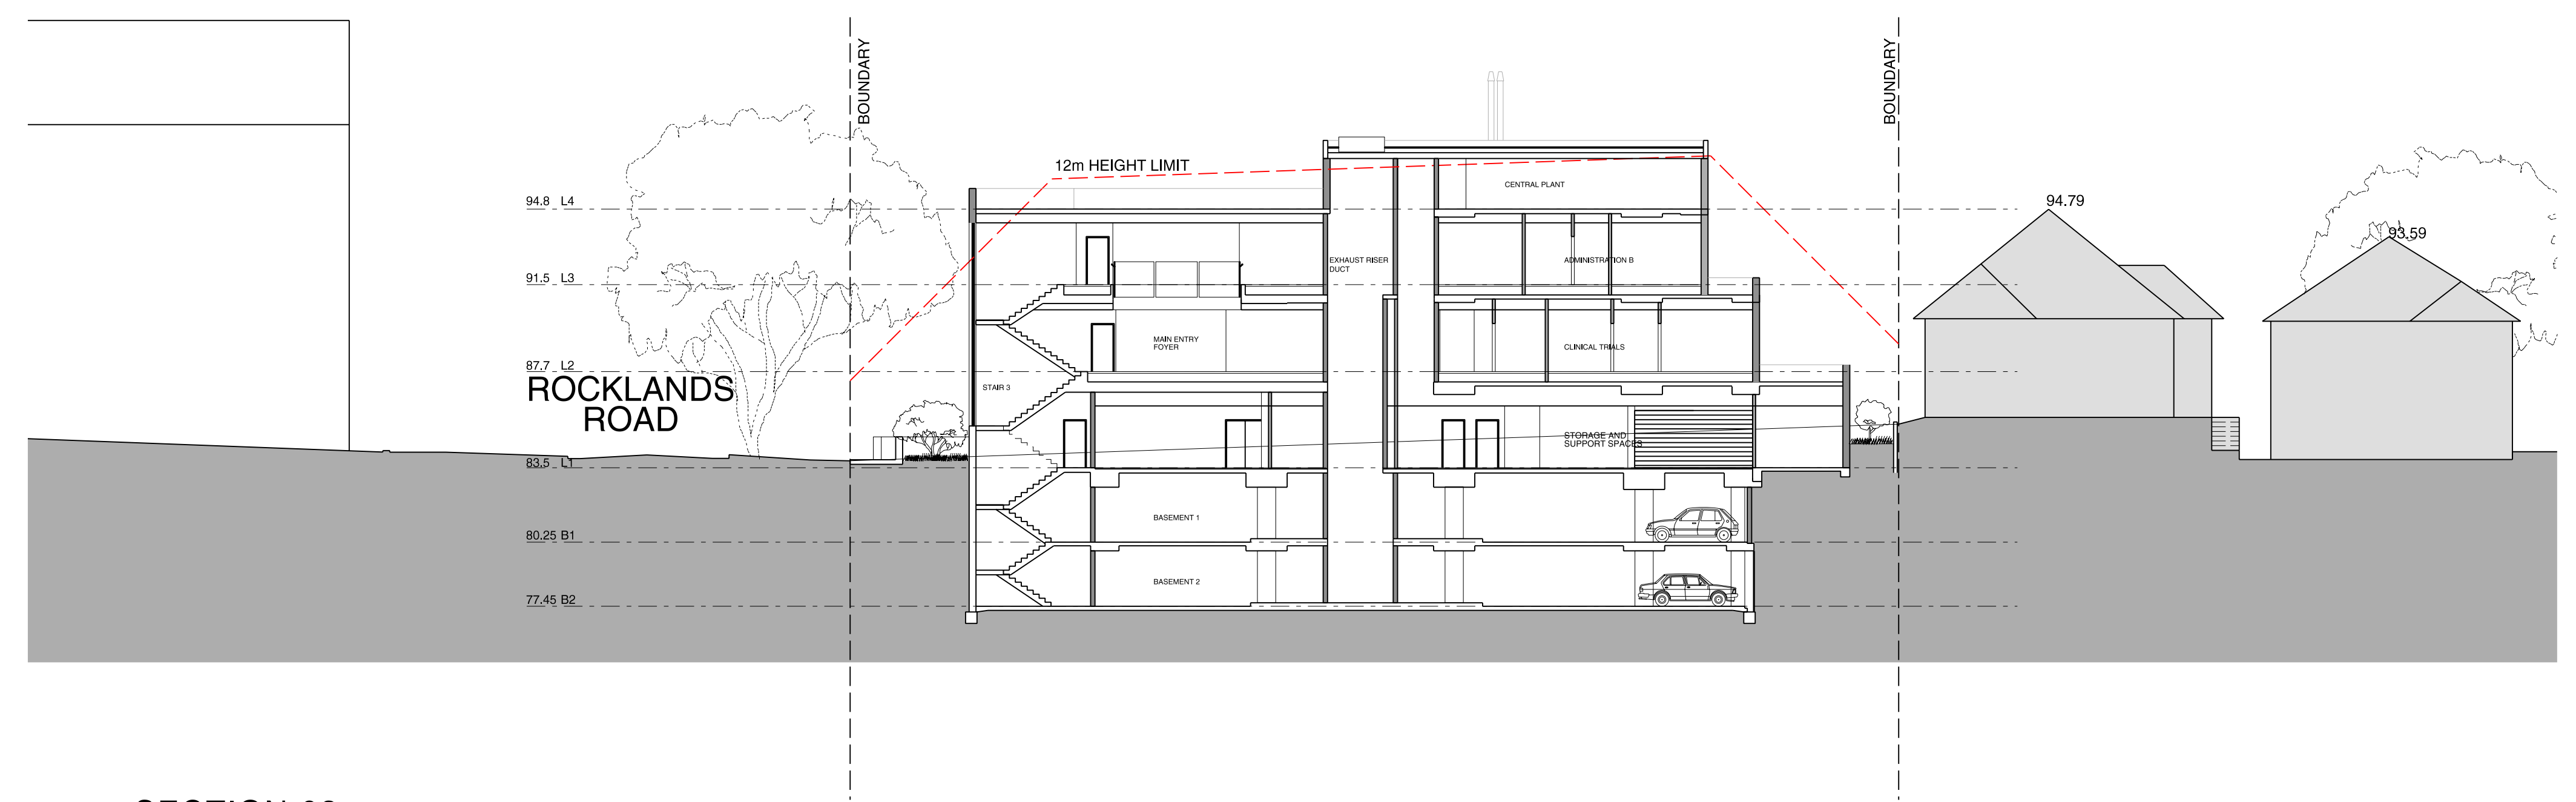 BOUNDARY
BOUNDARY
12m HEIGHT LIMIT
CENTRAL PLANT
94.8 L4
94.79
93.59
EXHAUST RISER
DUCT
ADMINISTRATION B
91.5 L3
MAIN ENTRY
FOYER
CLINICAL TRIALS
87.7 L2
STAIR 3
ROCKLANDS
ROAD
STORAGE AND
SUPPORT SPACES
83.5 L1
BASEMENT 1
80.25 B1
BASEMENT 2
77.45 B2